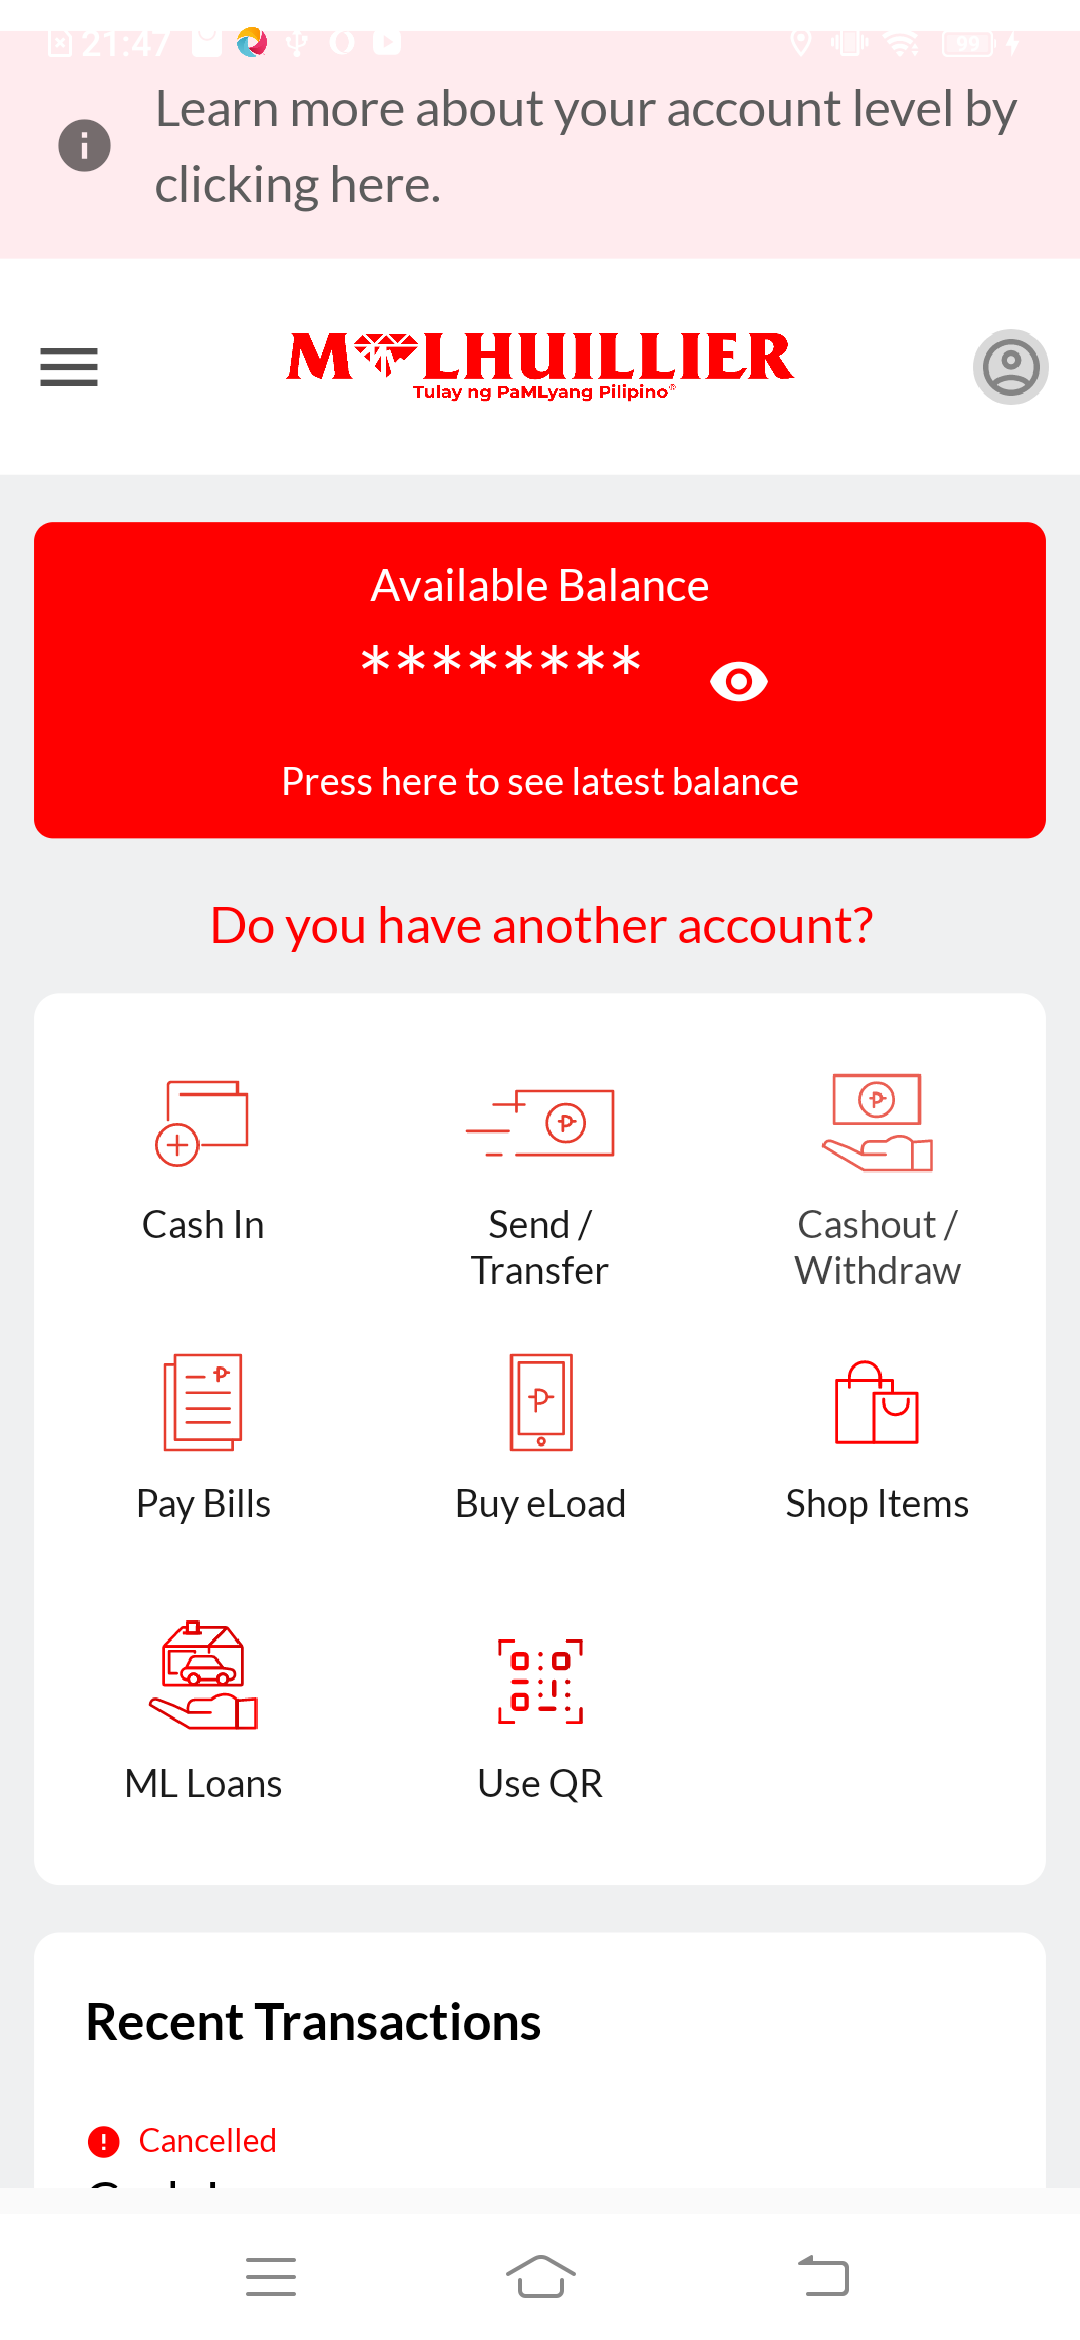 21:47
99
Learn more about your account level by
clicking here.
M LHUILLIER
Tulay ng PaMLyang Pilipino®
Available Balance
********
Press here to see latest balance
Do you have another account?
Cash In
Send /
Transfer
Cashout /
Withdraw
Pay Bills
Buy eLoad
Shop Items
ML Loans
Use QR
Recent Transactions
Cancelled